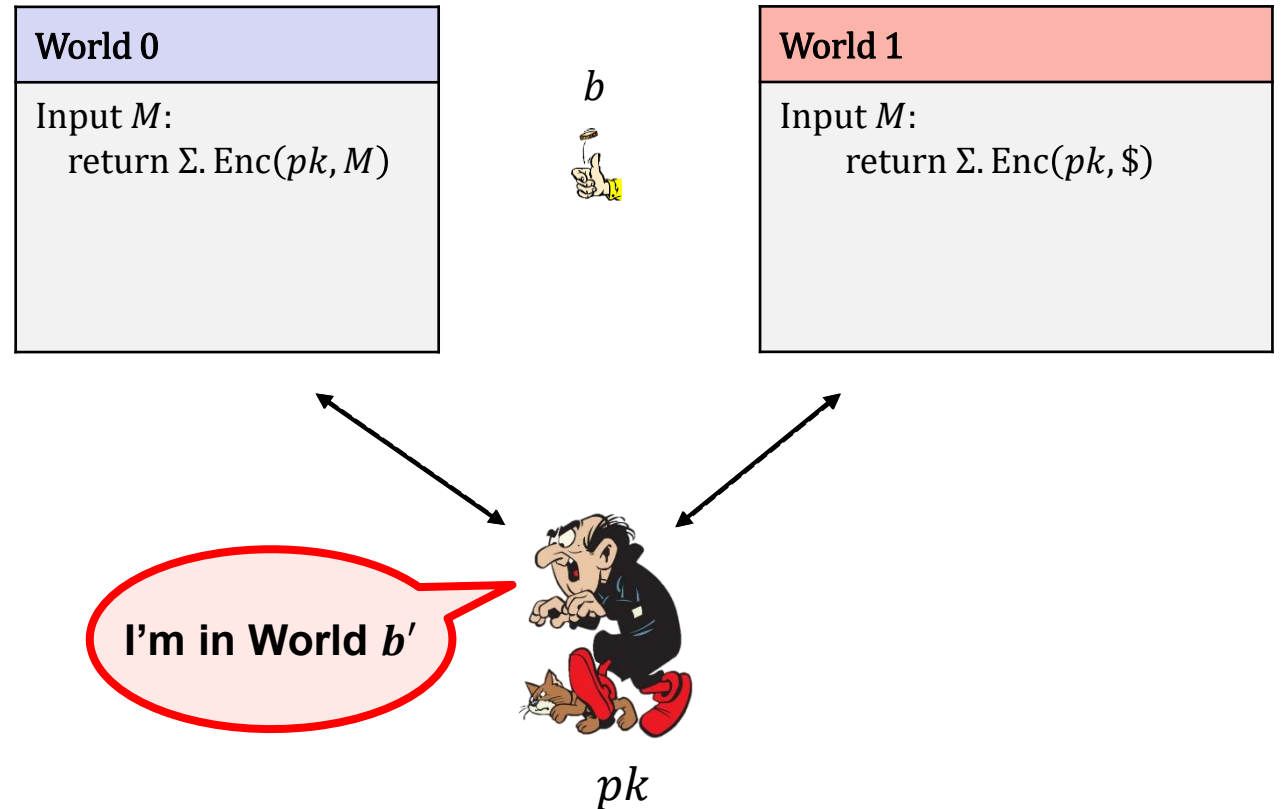 World 0
Input 𝑀:
return Σ. Enc(𝑝𝑘, 𝑀)
𝑏
World 1
Input 𝑀:
return Σ. Enc(𝑝𝑘, $)
I'm in World 𝒃′
𝑝𝑘